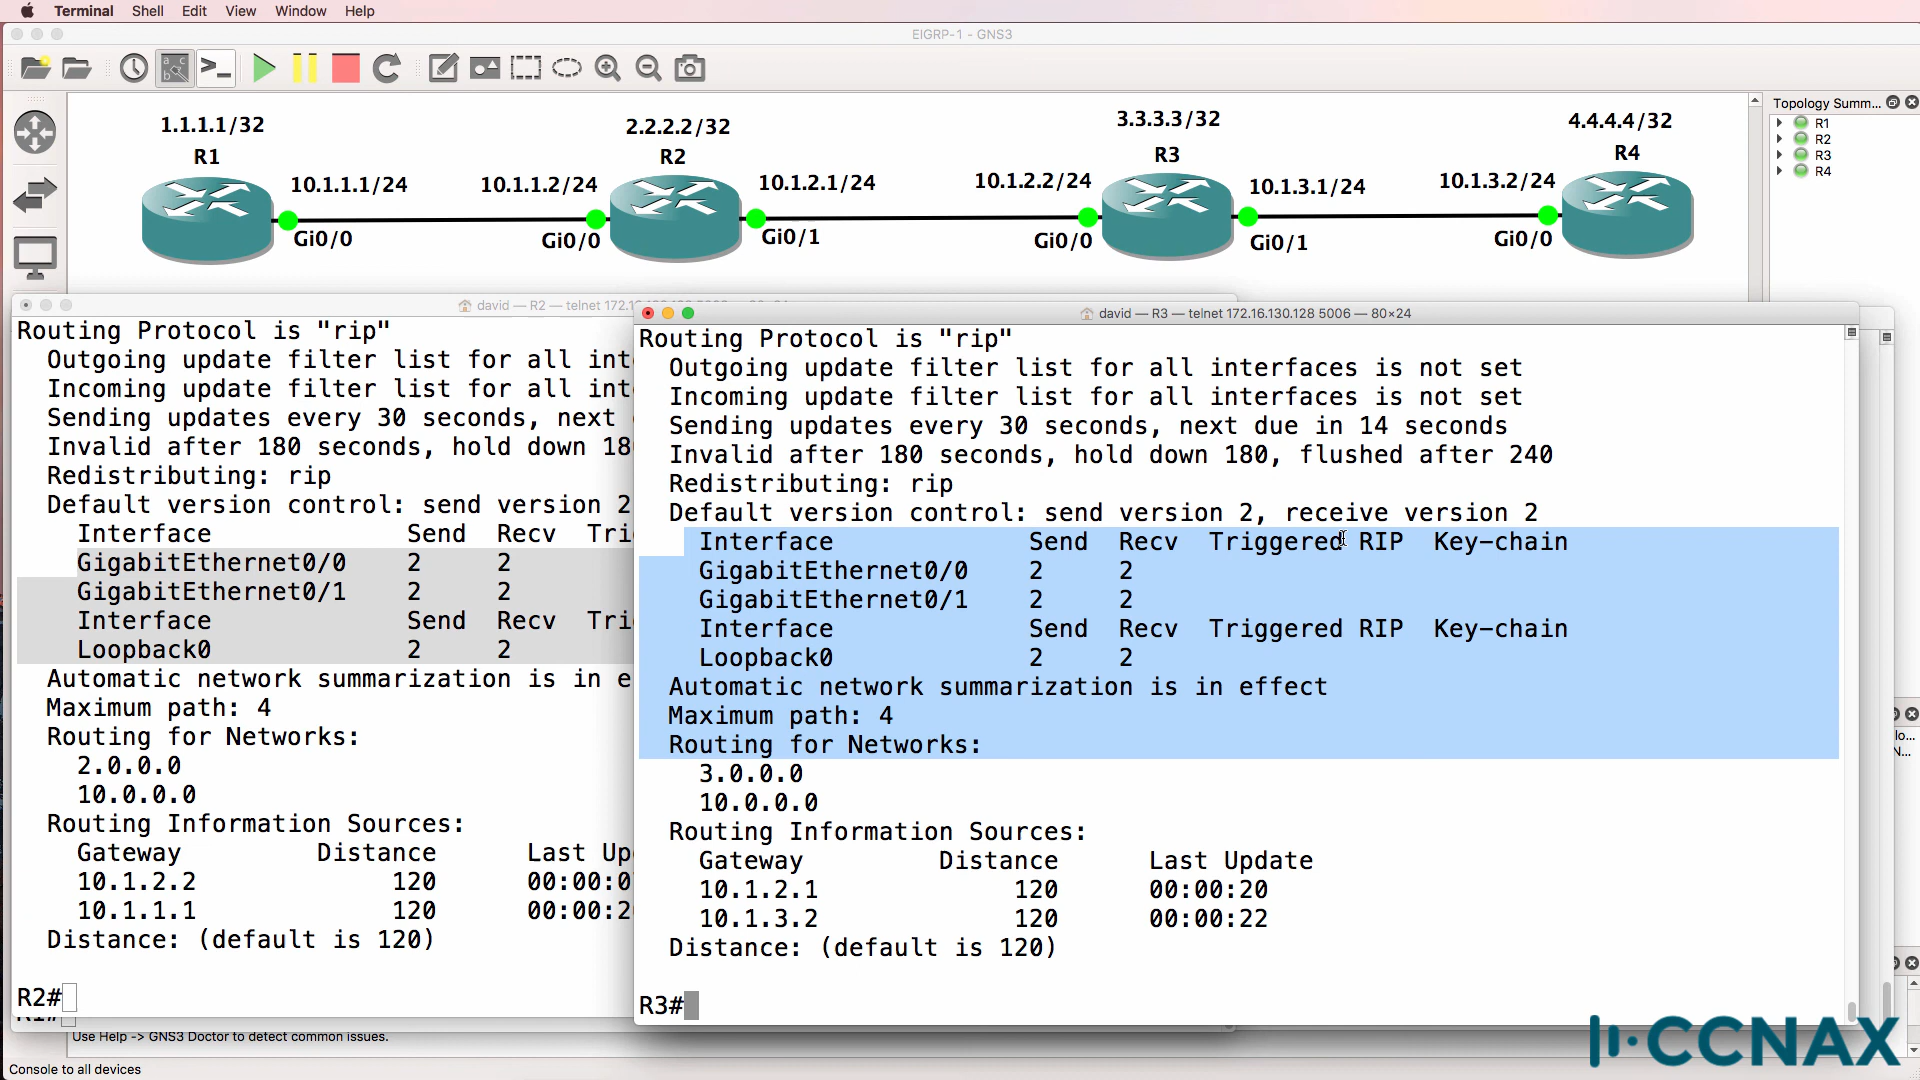 Terminal Shell Edit View Window Help
EIGRP-1 - GNS3
Topology Summ...
R1
R2
R3
R4
1.1.1.1/32
2.2.2.2/32
3.3.3.3/32
4.4.4.4/32
R1
R2
R3
R4
10.1.1.1/24
10.1.1.2/24
10.1.2.1/24
10.1.2.2/24
10.1.3.1/24
10.1.3.2/24
Gi0/0
Gi0/0
Gi0/1
Gi0/0
Gi0/1
Gi0/0
david — R2 — telnet 172.16.
Routing Protocol is "rip"
Outgoing update filter list for all int
Incoming update filter list for all int
Sending updates every 30 seconds, next
Invalid after 180 seconds, hold down 18
Redistributing: rip
Default version control: send version 2
Interface Send Recv Tri
GigabitEthernet0/0 2 2
GigabitEthernet0/1 2 2
Interface Send Recv Tri
Loopback0 2 2
Automatic network summarization is in e
Maximum path: 4
Routing for Networks:
2.0.0.0
10.0.0.0
Routing Information Sources:
Gateway Distance Last Up
10.1.2.2 120 00:00:0
10.1.1.1 120 00:00:2
Distance: (default is 120)
R2#
david — R3 — telnet 172.16.130.128 5006 — 80×24
Routing Protocol is "rip"
Outgoing update filter list for all interfaces is not set
Incoming update filter list for all interfaces is not set
Sending updates every 30 seconds, next due in 14 seconds
Invalid after 180 seconds, hold down 180, flushed after 240
Redistributing: rip
Default version control: send version 2, receive version 2
Interface Send Recv Triggered RIP Key-chain
GigabitEthernet0/0 2 2
GigabitEthernet0/1 2 2
Interface Send Recv Triggered RIP Key-chain
Loopback0 2 2
Automatic network summarization is in effect
Maximum path: 4
Routing for Networks:
3.0.0.0
10.0.0.0
Routing Information Sources:
Gateway Distance Last Update
10.1.2.1 120 00:00:20
10.1.3.2 120 00:00:22
Distance: (default is 120)
R3#
Use Help -> GNS3 Doctor to detect common issues.
Console to all devices
CCNAX